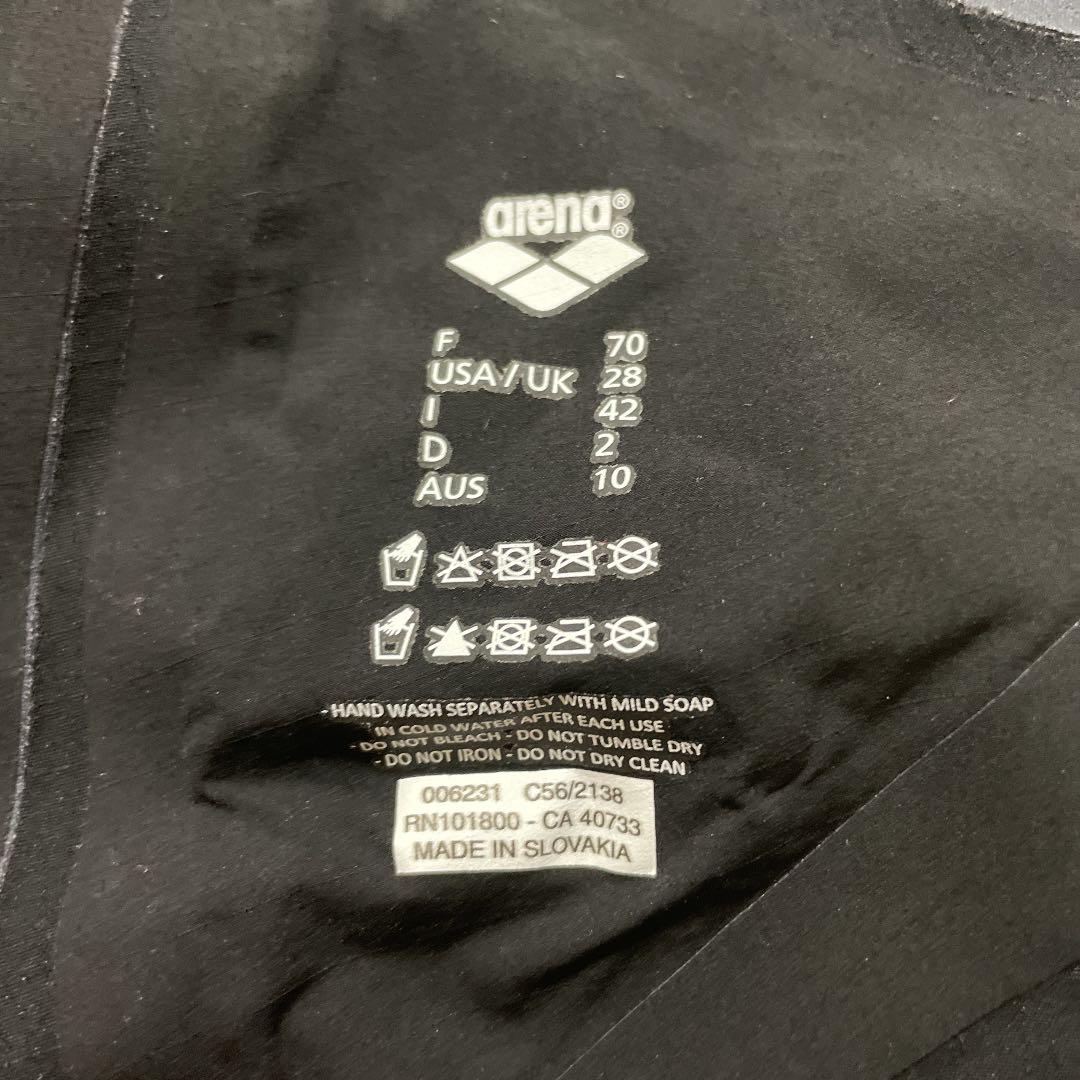 arena®
®
F 70
USA / UK 28
I 42
D 2
AUS 10
- HAND WASH SEPARATELY WITH MILD SOAP
IN COLD WATER AFTER EACH USE
- DO NOT BLEACH - DO NOT TUMBLE DRY
- DO NOT IRON - DO NOT DRY CLEAN
006231 C56/2138
RN101800 - CA 40733
MADE IN SLOVAKIA